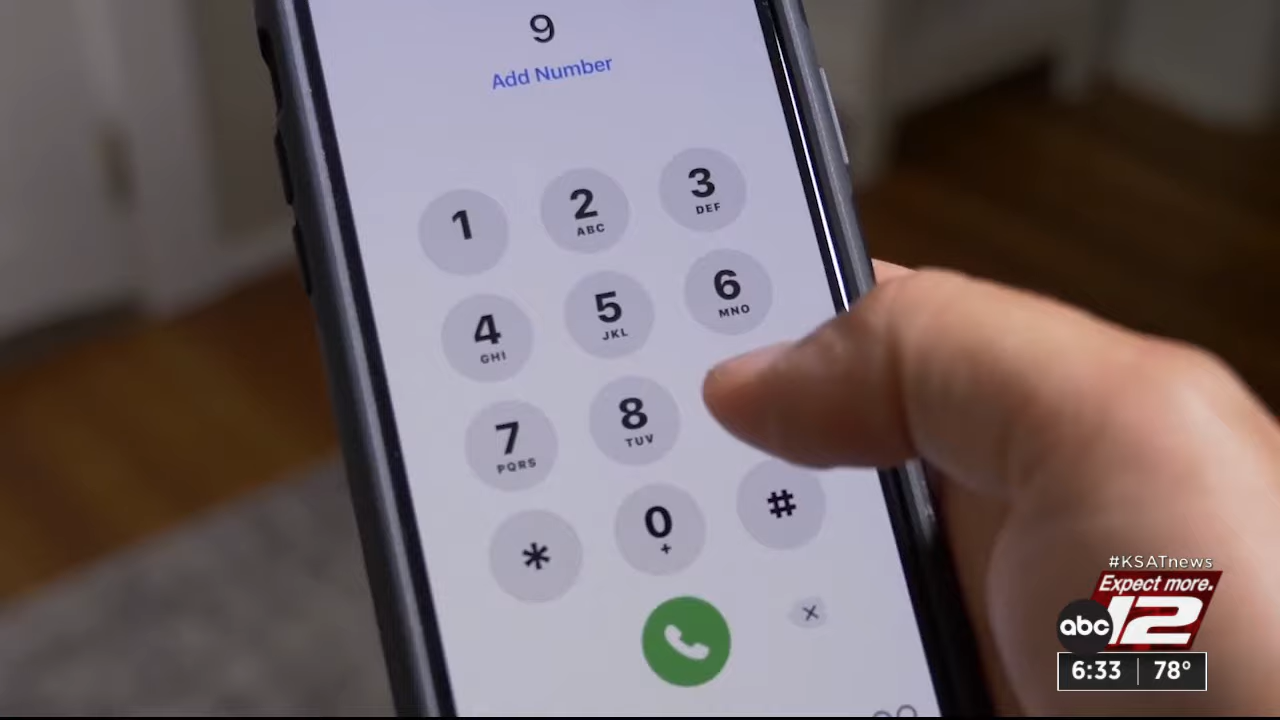 9
Add Number
1
2
ABC
3
DEF
4
GHI
5
JKL
6
MNO
7
PQRS
8
TUV
*
0
+
#
#KSATnews
Expect more.
abc 12
6:33 78°